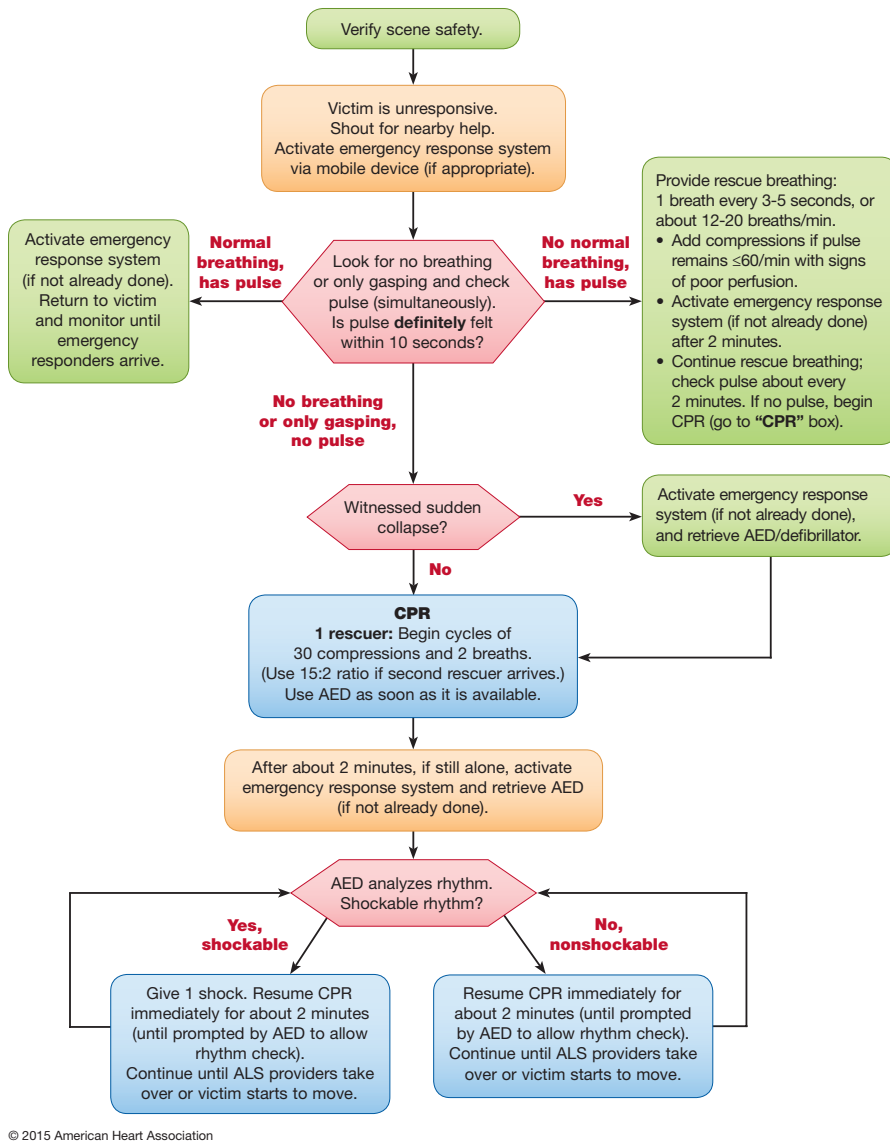 Verify scene safety.
Victim is unresponsive.
Shout for nearby help.
Activate emergency response system
via mobile device (if appropriate).
Activate emergency
response system
(if not already done).
Return to victim
and monitor until
emergency
responders arrive.
Normal
breathing,
has pulse
Look for no breathing
or only gasping and check
pulse (simultaneously).
Is pulse definitely felt
within 10 seconds?
No normal
breathing,
has pulse
Provide rescue breathing:
1 breath every 3-5 seconds, or
about 12-20 breaths/min.
• Add compressions if pulse
remains ≤60/min with signs
of poor perfusion.
• Activate emergency response
system (if not already done)
after 2 minutes.
• Continue rescue breathing;
check pulse about every
2 minutes. If no pulse, begin
CPR (go to “CPR” box).
No breathing
or only gasping,
no pulse
Witnessed sudden
collapse?
Yes
Activate emergency response
system (if not already done),
and retrieve AED/defibrillator.
No
CPR
1 rescuer: Begin cycles of
30 compressions and 2 breaths.
(Use 15:2 ratio if second rescuer arrives.)
Use AED as soon as it is available.
After about 2 minutes, if still alone, activate
emergency response system and retrieve AED
(if not already done).
AED analyzes rhythm.
Shockable rhythm?
Yes,
shockable
No,
nonshockable
Give 1 shock. Resume CPR
immediately for about 2 minutes
(until prompted by AED to allow
rhythm check).
Continue until ALS providers take
over or victim starts to move.
Resume CPR immediately for
about 2 minutes (until prompted
by AED to allow rhythm check).
Continue until ALS providers take
over or victim starts to move.
© 2015 American Heart Association